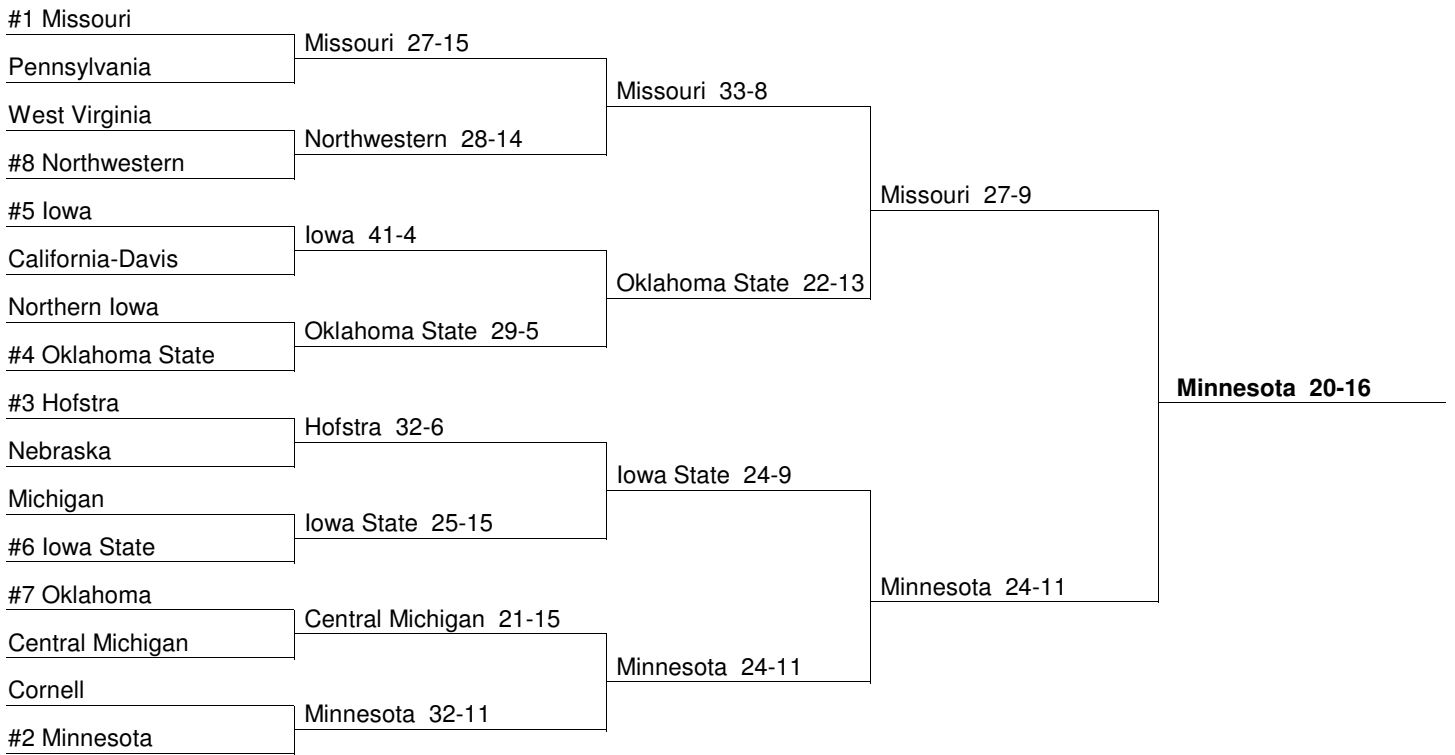 #1 Missouri
Missouri 27-15
Pennsylvania
Missouri 33-8
West Virginia
Northwestern 28-14
#8 Northwestern
Missouri 27-9
#5 Iowa
Iowa 41-4
California-Davis
Oklahoma State 22-13
Northern Iowa
Oklahoma State 29-5
#4 Oklahoma State
Minnesota 20-16
#3 Hofstra
Hofstra 32-6
Nebraska
Iowa State 24-9
Michigan
Iowa State 25-15
#6 Iowa State
Minnesota 24-11
#7 Oklahoma
Central Michigan 21-15
Central Michigan
Minnesota 24-11
Cornell
Minnesota 32-11
#2 Minnesota